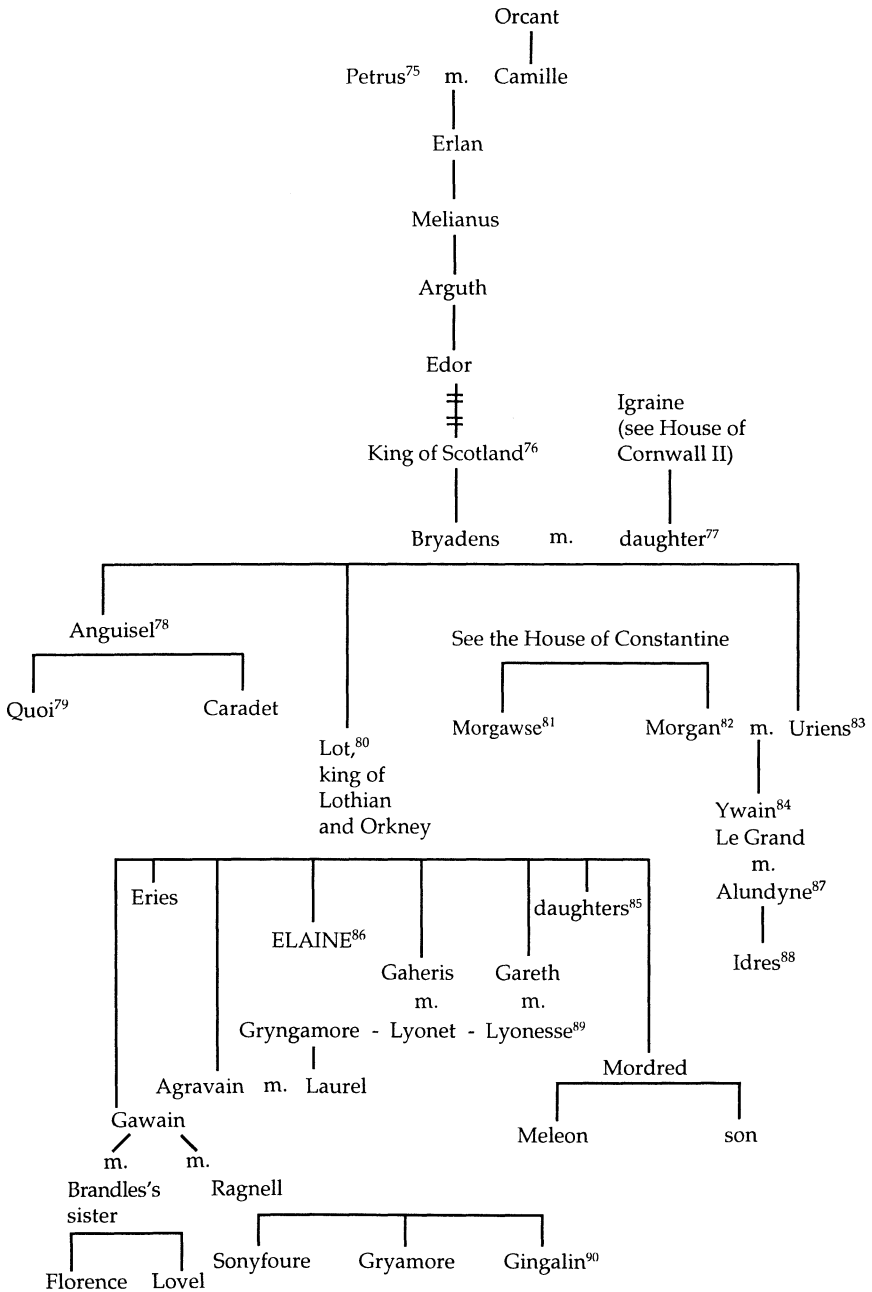 Orcant
Petrus⁷⁵ m. Camille
Erlan
Melianus
Arguth
Edor
Igraine
(see House of
Cornwall II)
King of Scotland⁷⁶
Bryadens m. daughter⁷⁷
Anguisel⁷⁸
See the House of Constantine
Quoi⁷⁹ Caradet
Morgawse⁸¹ Morgan⁸² m. Uriens⁸³
Lot,⁸⁰
king of
Lothian
and Orkney
Ywain⁸⁴
Le Grand
m.
Alundyne⁸⁷
Idres⁸⁸
Eries
daughters⁸⁵
ELAINE⁸⁶
Gaheris Gareth
m. m.
Gryngamore - Lyonet - Lyonesse⁸⁹
Mordred
Agravain m. Laurel
Gawain
Meleon son
m. m.
Brandles's
sister
Ragnell
Sonyfoure Gryamore Gingalin⁹⁰
Florence Lovel